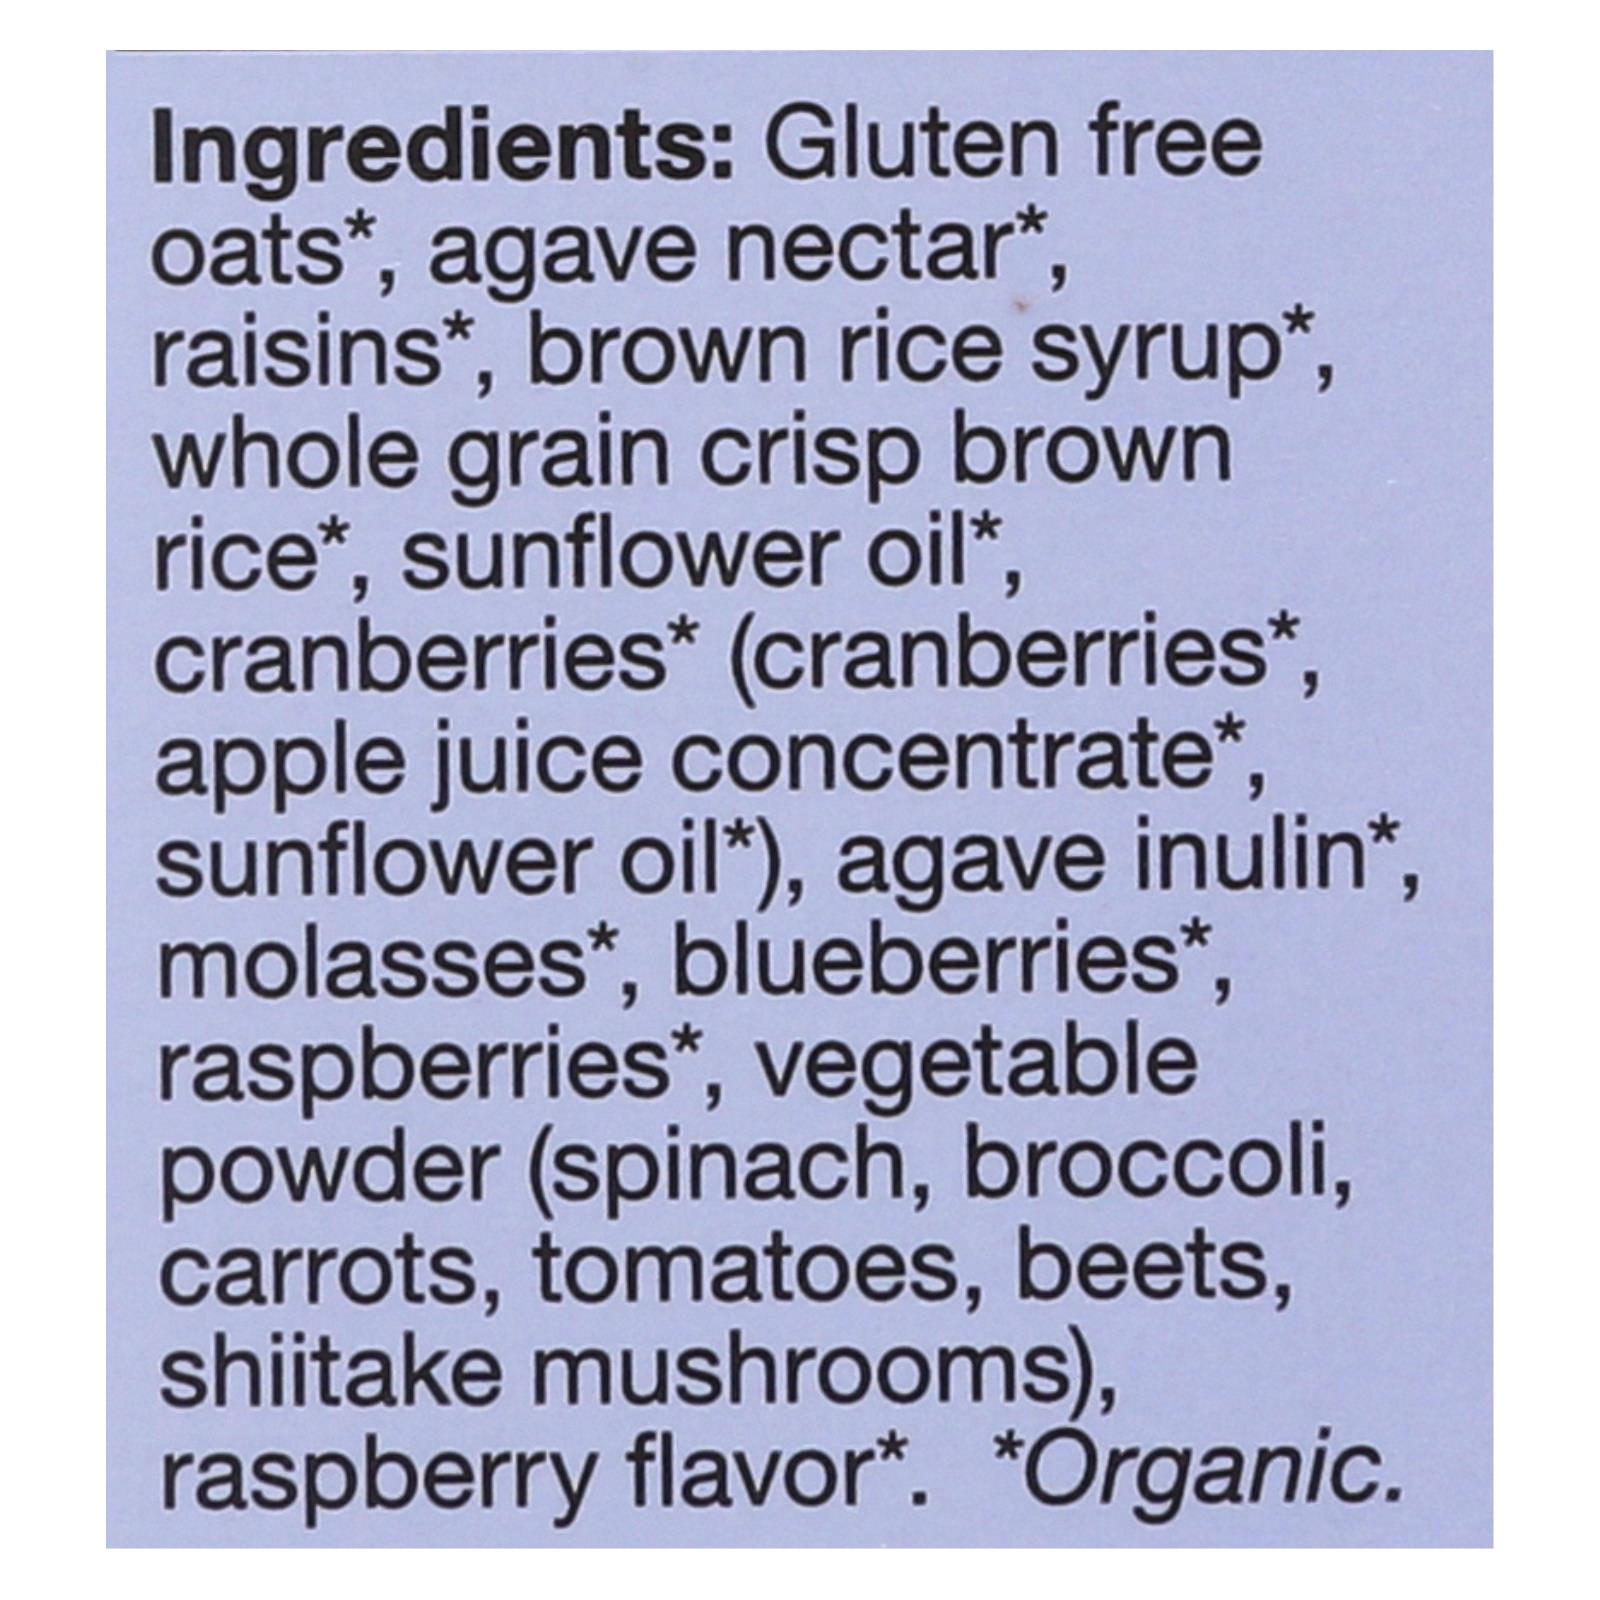 Ingredients: Gluten free
oats*, agave nectar*,
raisins*, brown rice syrup*,
whole grain crisp brown
rice*, sunflower oil*,
cranberries* (cranberries*,
apple juice concentrate*,
sunflower oil*), agave inulin*,
molasses*, blueberries*,
raspberries*, vegetable
powder (spinach, broccoli,
carrots, tomatoes, beets,
shiitake mushrooms),
raspberry flavor*. *Organic.